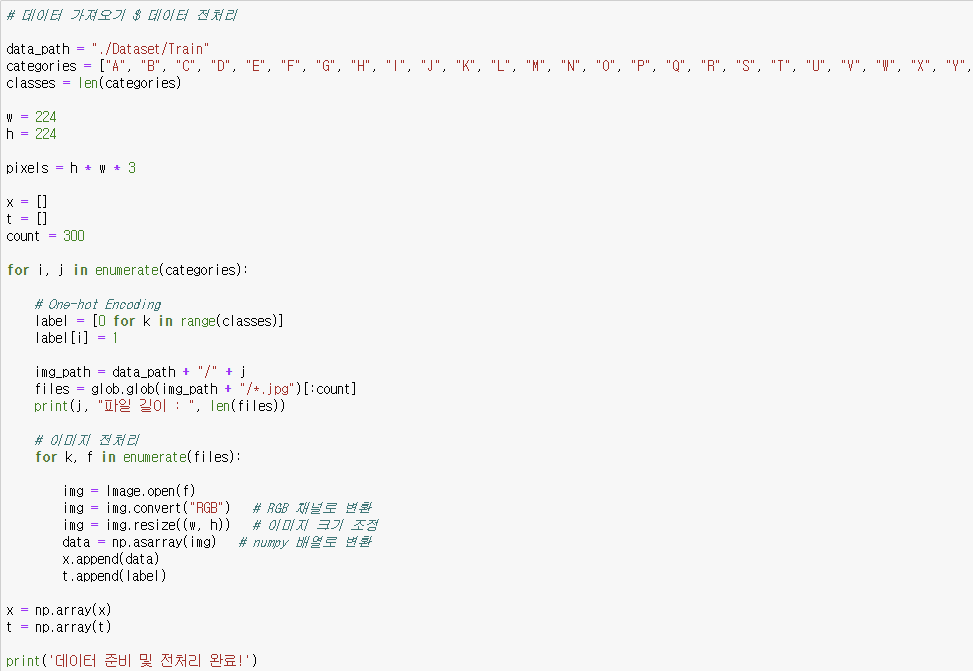 # 데이터 가져오기 $ 데이터 전처리
data_path = "./Dataset/Train"
categories = ["A", "B", "C", "D", "E", "F", "G", "H", "I", "J", "K", "L", "M", "N", "O", "P", "Q", "R", "S", "T", "U", "V", "W", "X", "Y",
classes = len(categories)
w = 224
h = 224
pixels = h * w * 3
x = []
t = []
count = 300
for i, j in enumerate(categories):
# One-hot Encoding
label = [0 for k in range(classes)]
label[i] = 1
img_path = data_path + "/" + j
files = glob.glob(img_path + "/*.jpg")[:count]
print(j, "파일 길이 : ", len(files))
# 이미지 전처리
for k, f in enumerate(files):
img = Image.open(f)
img = img.convert("RGB") # RGB 채널로 변환
img = img.resize((w, h)) # 이미지 크기 조정
data = np.asarray(img) # numpy 배열로 변환
x.append(data)
t.append(label)
x = np.array(x)
t = np.array(t)
print('데이터 준비 및 전처리 완료!')